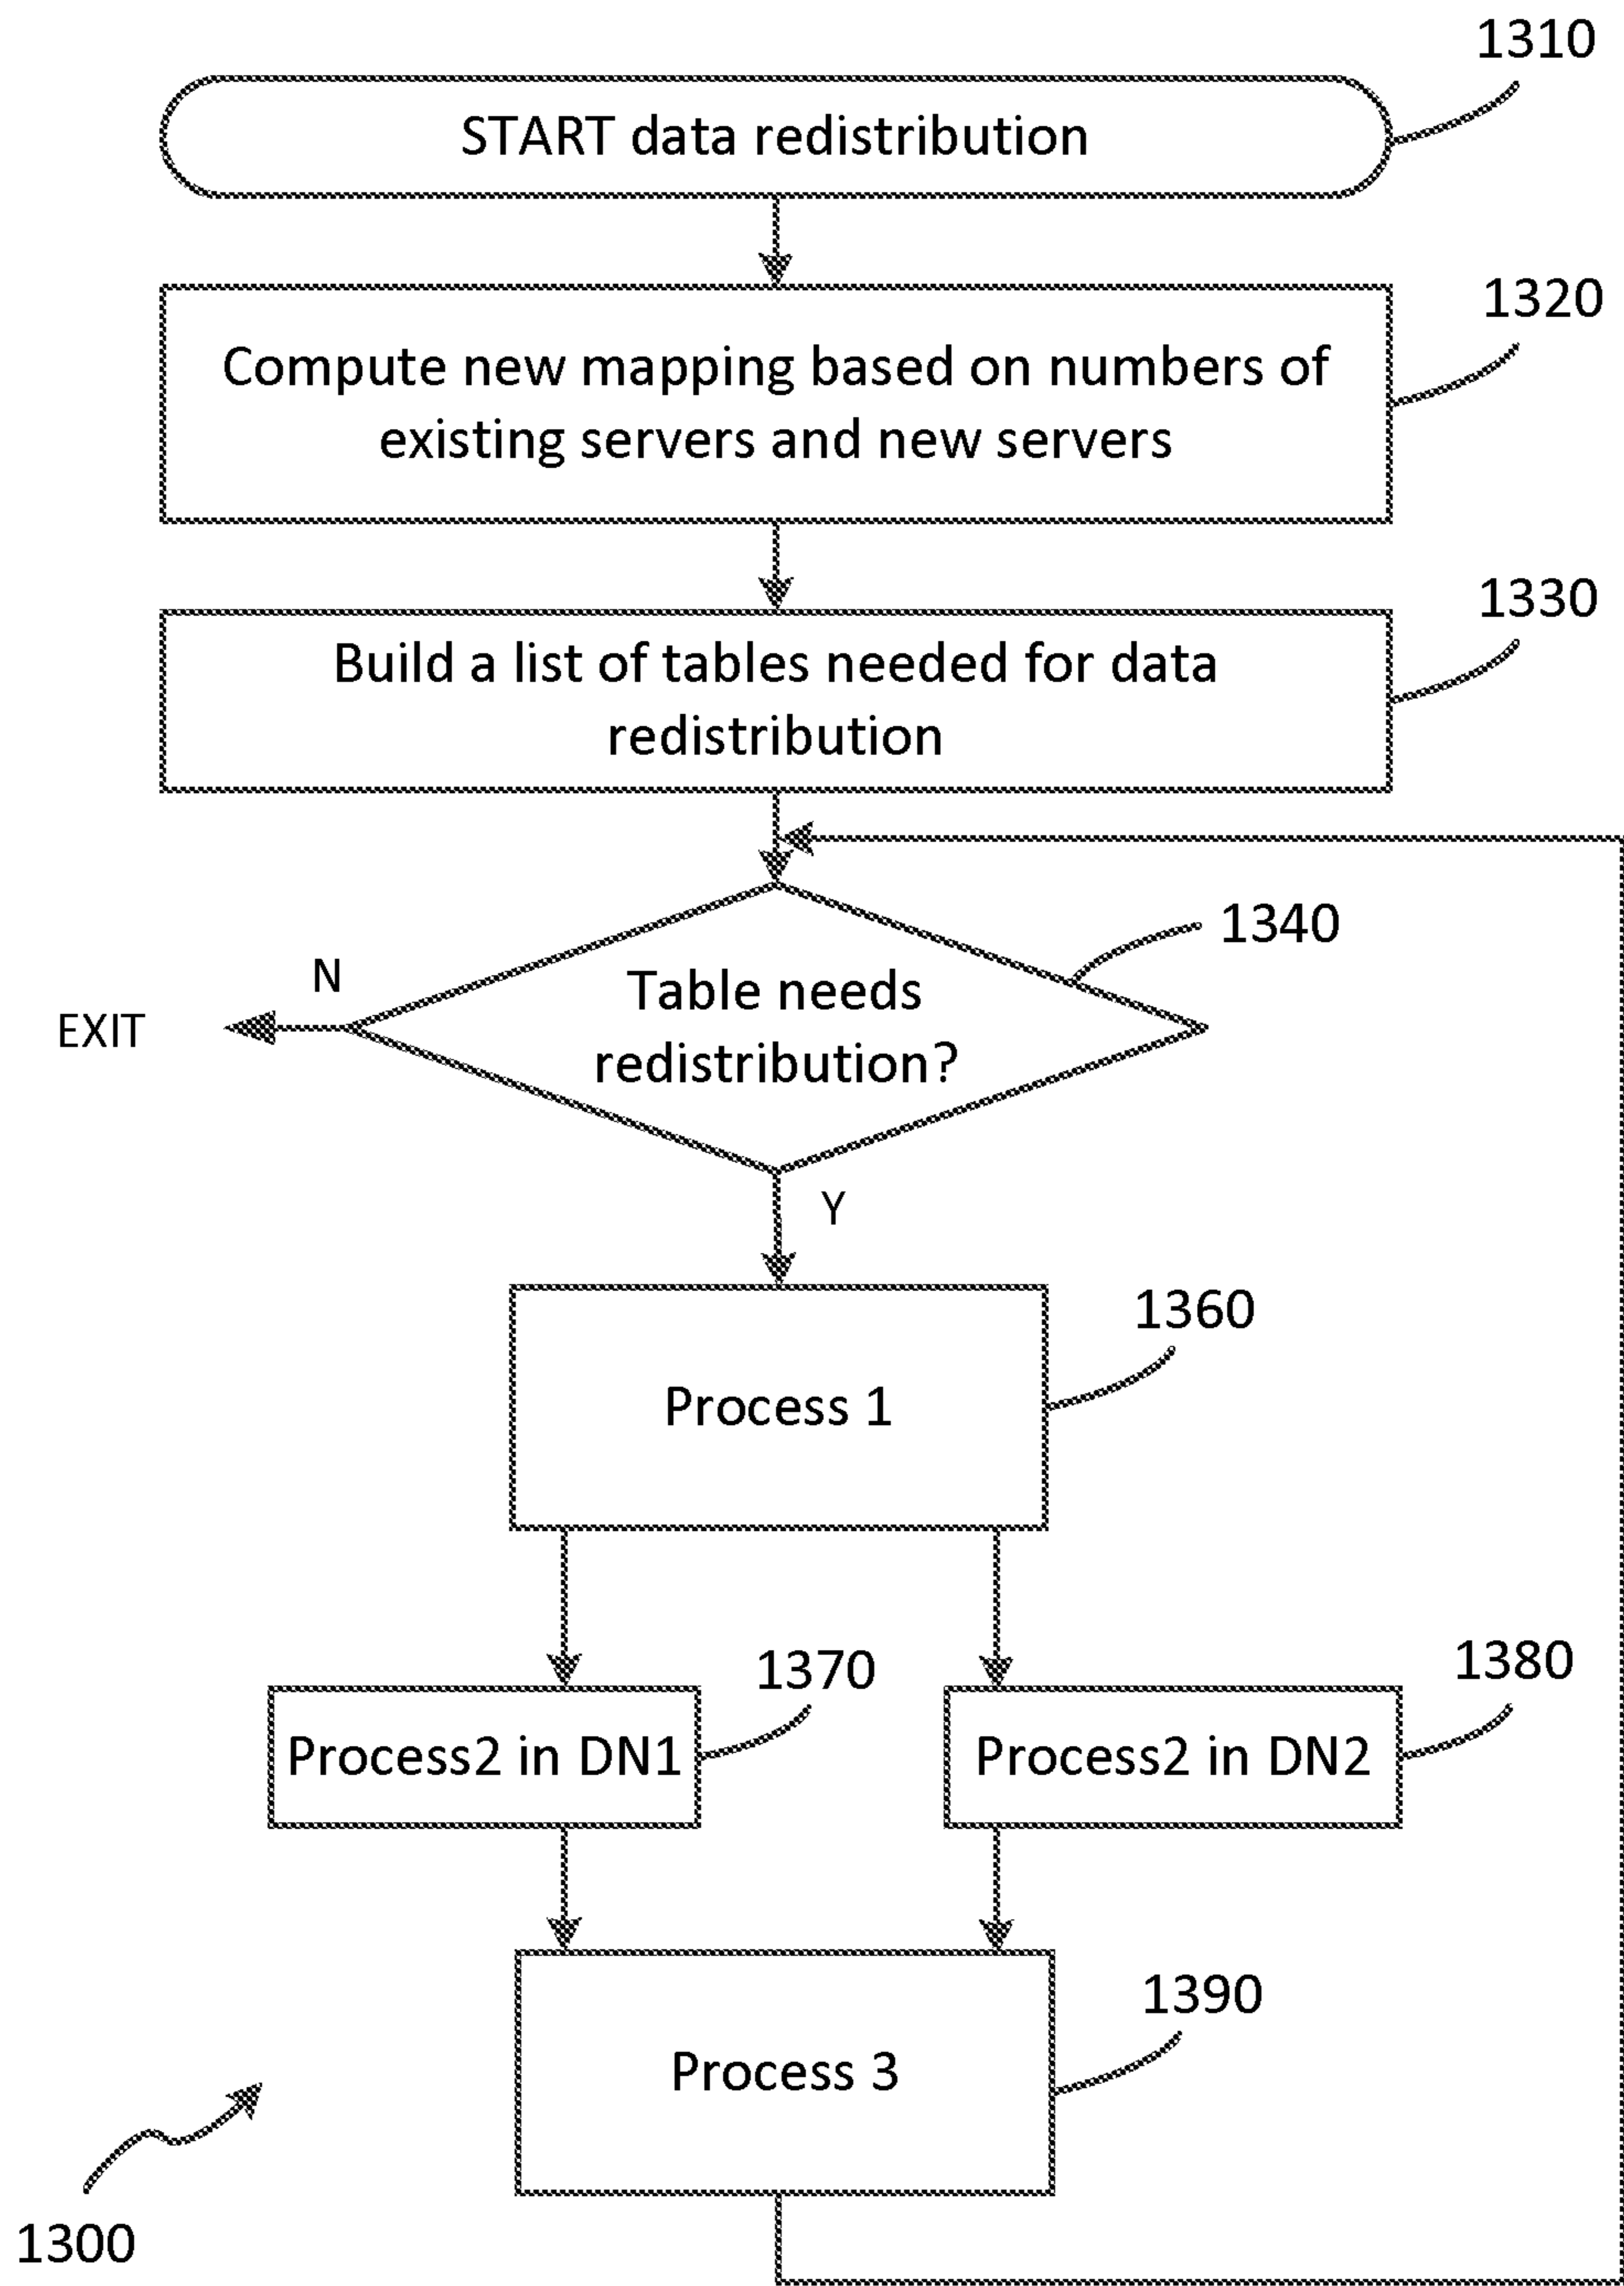 1310
START data redistribution
1320
Compute new mapping based on numbers of
existing servers and new servers
1330
Build a list of tables needed for data
redistribution
1340
N
Table needs
EXIT
redistribution?
Y
1360
Process 1
1370
1380
Process2 in DN1
Process2 in DN2
1390
Process 3
1300